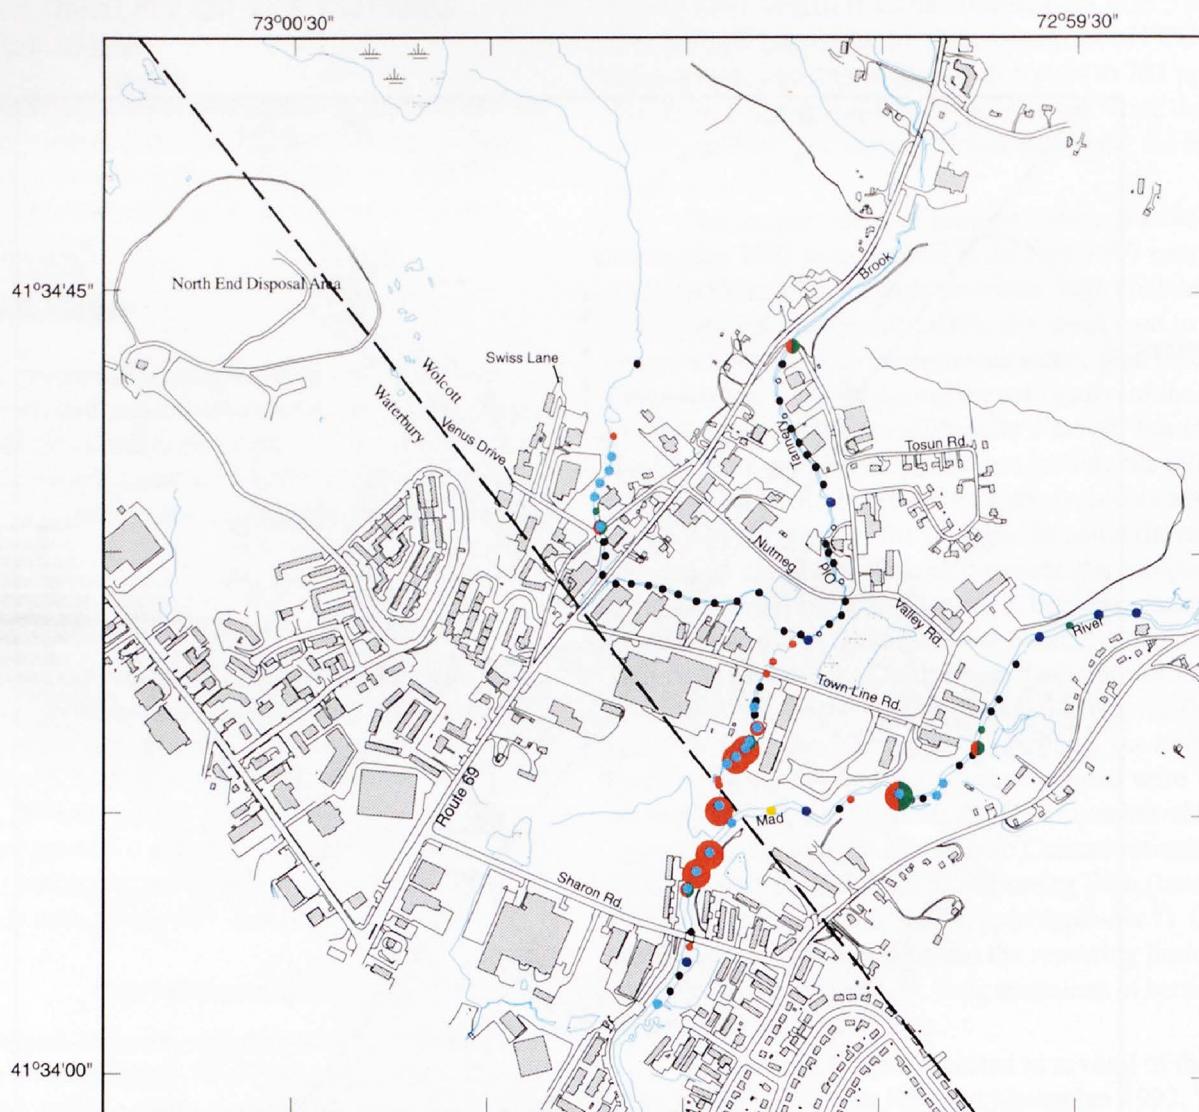 73°00'30"
72°59'30"
Brook
41°34'45"
North End Disposal Area
Swiss Lane
Wolcott
Waterbury
Venus Drive
Tannery
Tosun Rd.
Nutmeg
Old
Valley Rd.
River
Town Line Rd.
Route 69
Mad
Sharon Rd.
41°34'00"